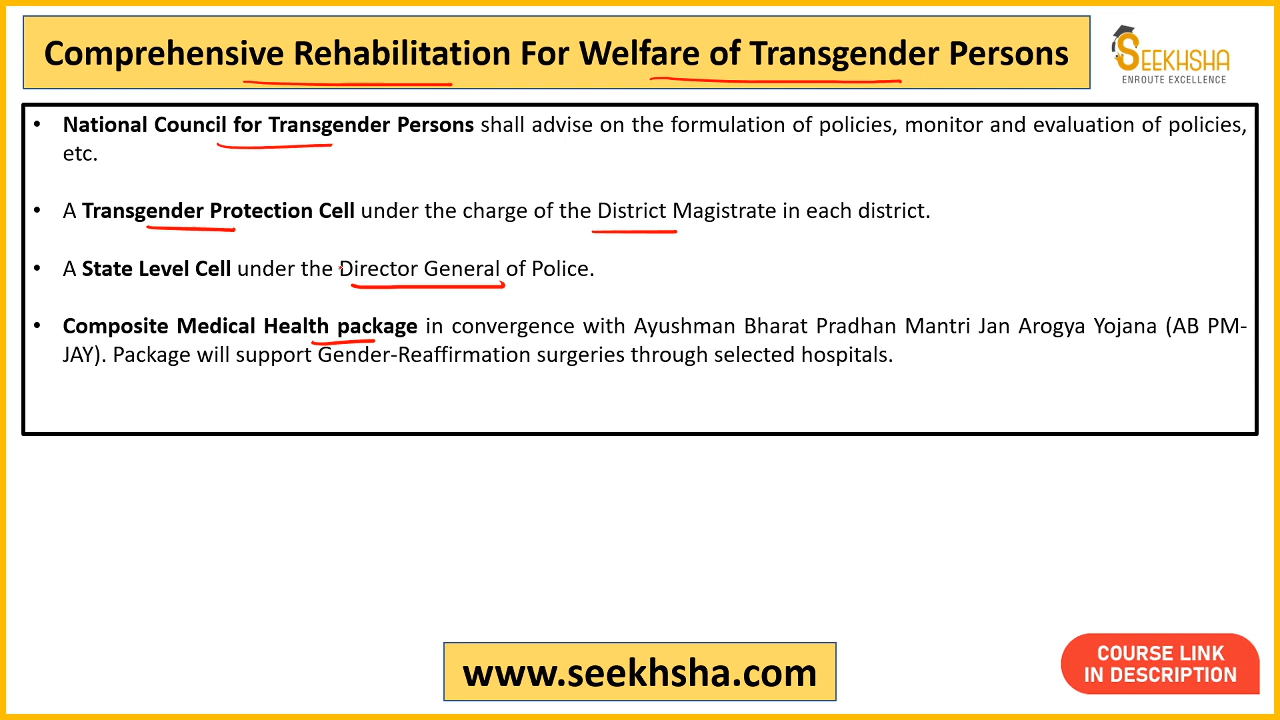 Comprehensive Rehabilitation For Welfare of Transgender Persons
SEEKHSHA
ENROUTE EXCELLENCE
• National Council for Transgender Persons shall advise on the formulation of policies, monitor and evaluation of policies,
etc.
• A Transgender Protection Cell under the charge of the District Magistrate in each district.
• A State Level Cell under the Director General of Police.
• Composite Medical Health package in convergence with Ayushman Bharat Pradhan Mantri Jan Arogya Yojana (AB PM-
JAY). Package will support Gender-Reaffirmation surgeries through selected hospitals.
www.seekhsha.com
COURSE LINK
IN DESCRIPTION